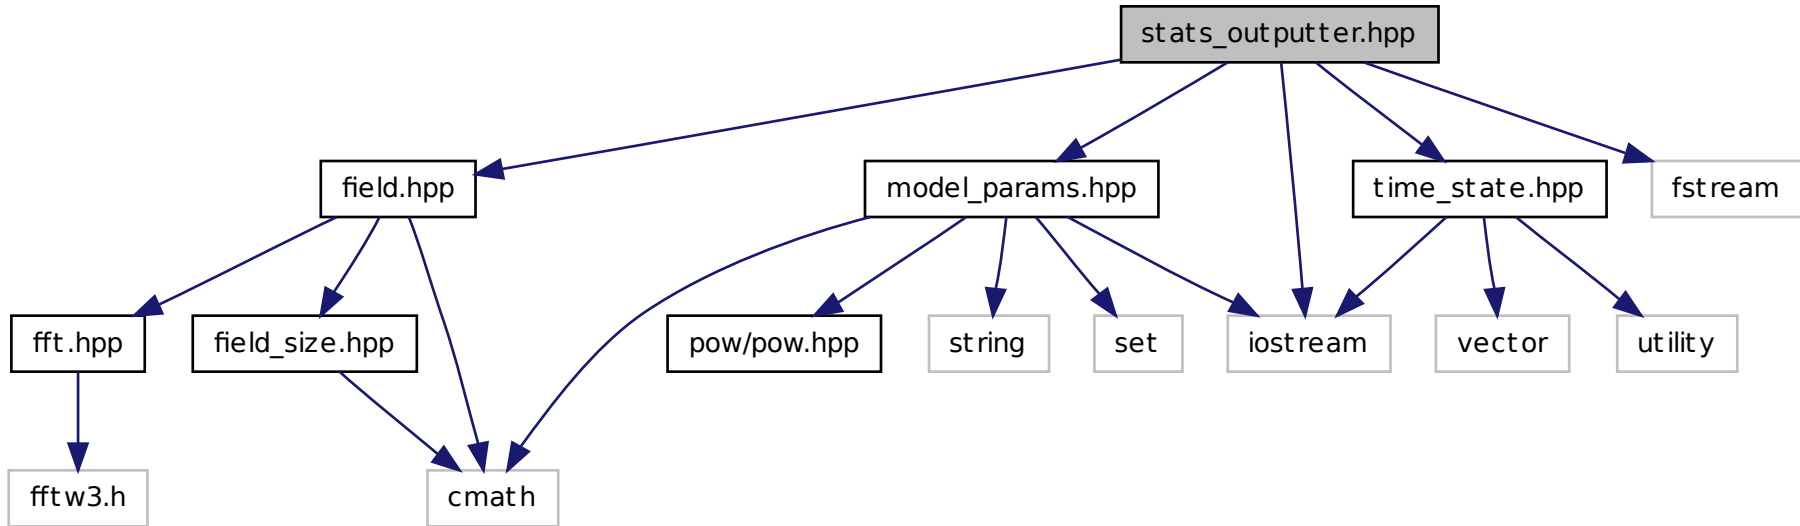 stats_outputter.hpp
field.hpp
model_params.hpp
time_state.hpp
fstream
fft.hpp
field_size.hpp
pow/pow.hpp
string
set
iostream
vector
utility
fftw3.h
cmath